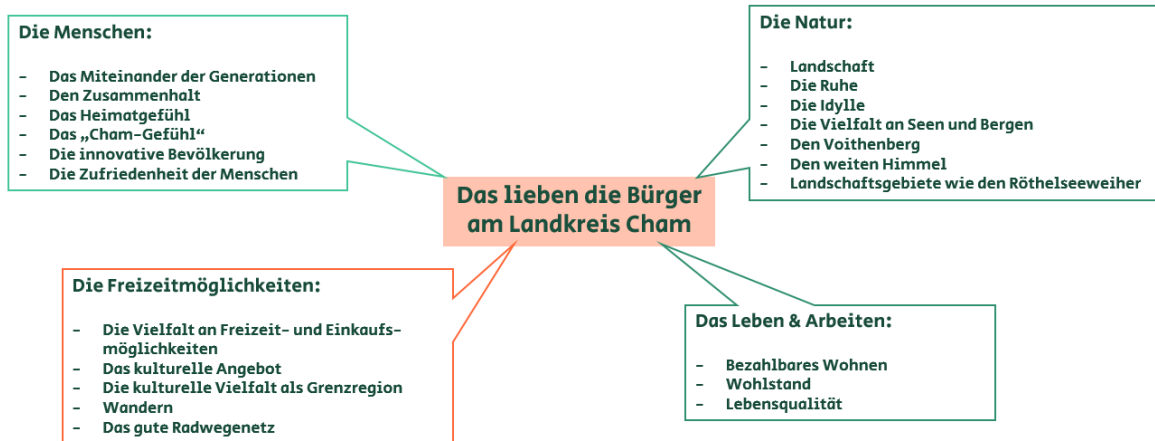 Die Menschen:
- Das Miteinander der Generationen
- Den Zusammenhalt
- Das Heimatgefühl
- Das „Cham-Gefühl“
- Die innovative Bevölkerung
- Die Zufriedenheit der Menschen
Die Natur:
- Landschaft
- Die Ruhe
- Die Idylle
- Die Vielfalt an Seen und Bergen
- Den Voithenberg
- Den weiten Himmel
- Landschaftsgebiete wie den Röthelseeweiher
Das lieben die Bürger
am Landkreis Cham
Die Freizeitmöglichkeiten:
- Die Vielfalt an Freizeit- und Einkaufs-
möglichkeiten
- Das kulturelle Angebot
- Die kulturelle Vielfalt als Grenzregion
- Wandern
- Das gute Radwegenetz
Das Leben & Arbeiten:
- Bezahlbares Wohnen
- Wohlstand
- Lebensqualität